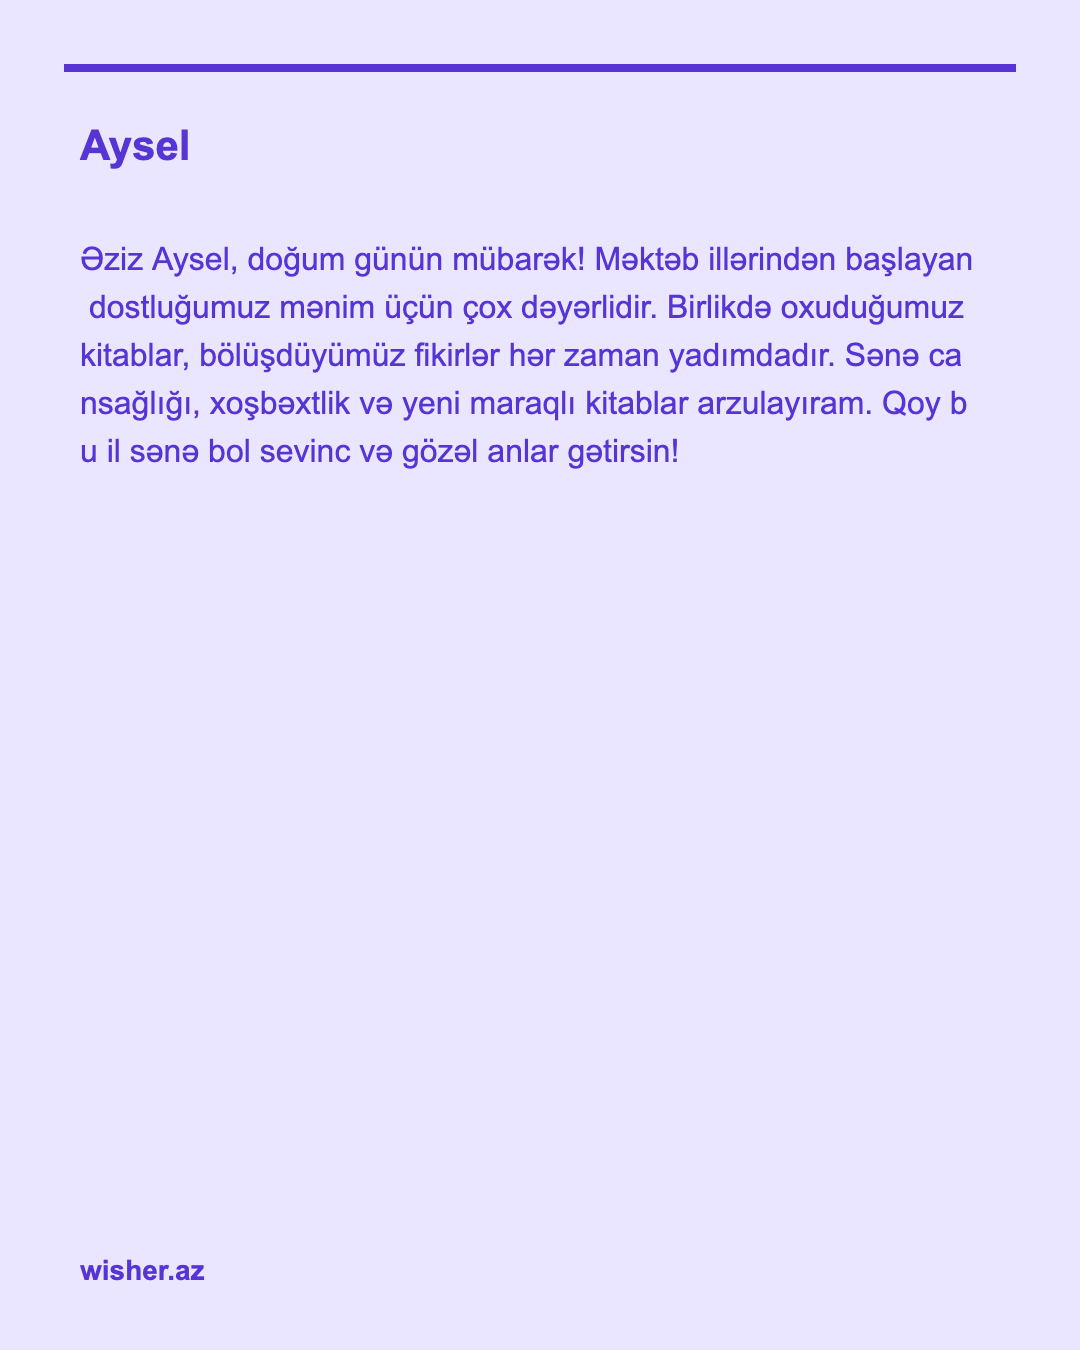 Aysel
Əziz Aysel, doğum günün mübarək! Məktəb illərindən başlayan
dostluğumuz mənim üçün çox dəyərlidir. Birlikdə oxuduğumuz
kitablar, bölüşdüyümüz fikirlər hər zaman yadımdadır. Sənə ca
nsağlığı, xoşbəxtlik və yeni maraqlı kitablar arzulayıram. Qoy b
u il sənə bol sevinc və gözəl anlar gətirsin!
wisher.az